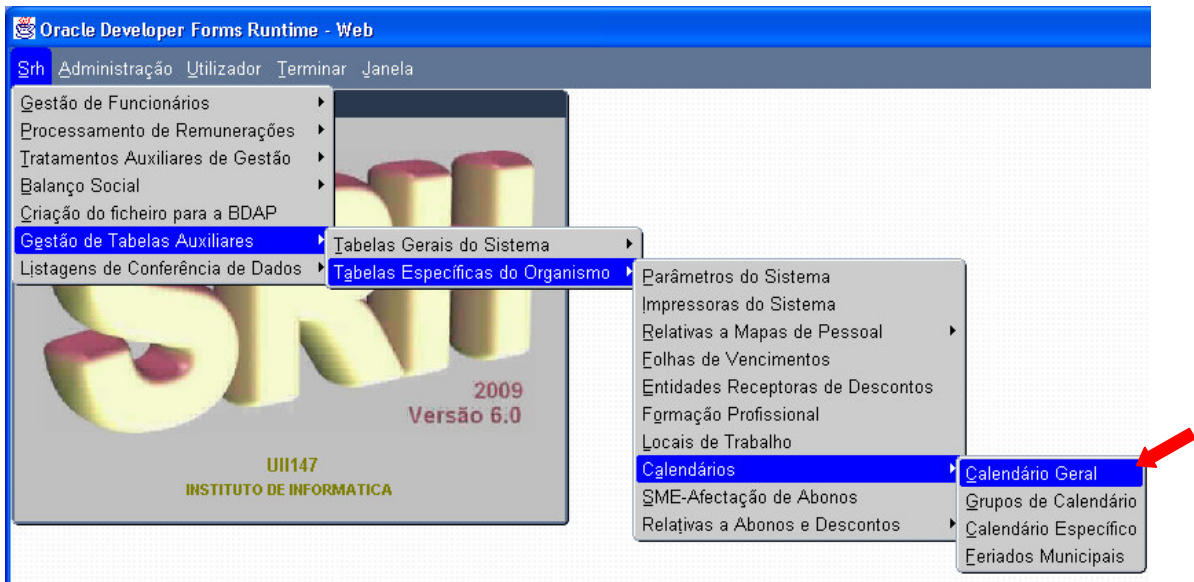 Oracle Developer Forms Runtime - Web
Srh Administração Utilizador Terminar Janela
Gestão de Funcionários
Processamento de Remunerações
Tratamentos Auxiliares de Gestão
Balanço Social
Criação do ficheiro para a BDAP
Gestão de Tabelas Auxiliares
Listagens de Conferência de Dados
Tabelas Gerais do Sistema
Tabelas Específicas do Organismo
Parâmetros do Sistema
Impressoras do Sistema
Relativas a Mapas de Pessoal
Folhas de Vencimentos
Entidades Receptoras de Descontos
Formação Profissional
Locais de Trabalho
Calendários
SME-Afectação de Abonos
Relativas a Abonos e Descontos
Calendário Geral
Grupos de Calendário
Calendário Específico
Feriados Municipais
2009
Versão 6.0
UII147
INSTITUTO DE INFORMATICA